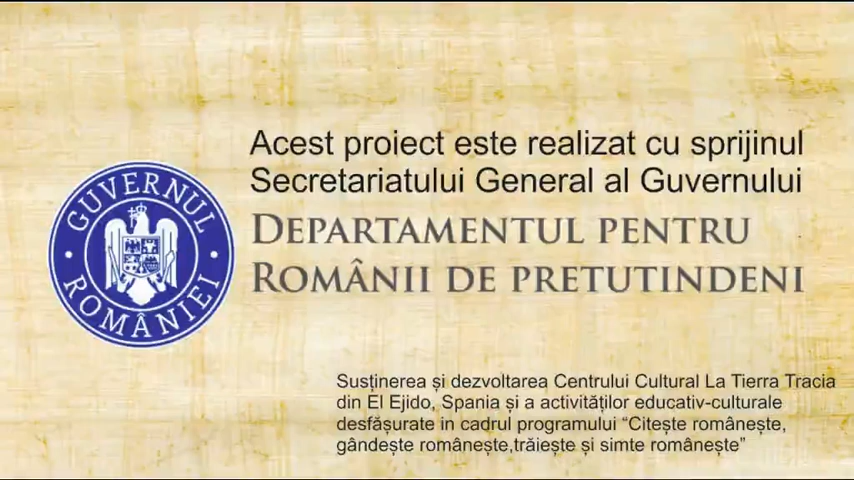 GUVERNUL
ROMÂNIEI
Acest proiect este realizat cu sprijinul
Secretariatului General al Guvernului
DEPARTAMENTUL PENTRU
ROMÂNII DE PRETUTINDENI
Susținerea și dezvoltarea Centrului Cultural La Tierra Tracia
din El Ejido, Spania și a activităților educativ-culturale
desfășurate in cadrul programului “Citește românește,
gândește românește,trăiește și simte românește”